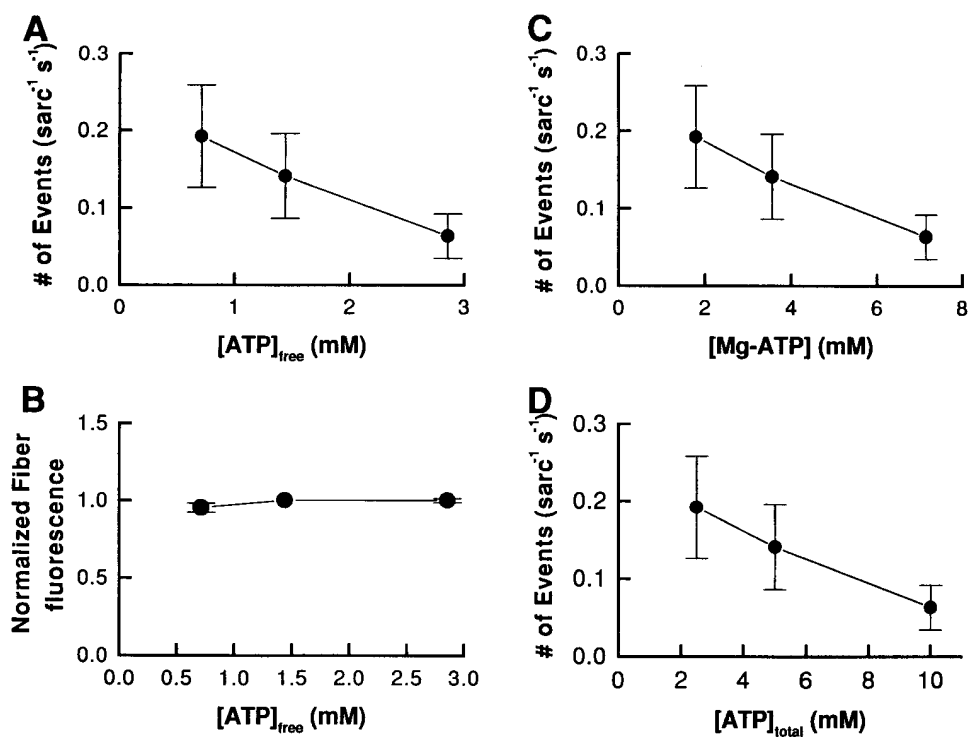 A
# of Events (sarc⁻¹ s⁻¹)
0.3
0.2
0.1
0.0
0
1
2
3
[ATP]free (mM)
C
# of Events (sarc⁻¹ s⁻¹)
0.3
0.2
0.1
0.0
0
2
4
6
8
[Mg-ATP] (mM)
B
Normalized Fiber
fluorescence
1.5
1.0
0.5
0.0
0.0 0.5 1.0 1.5 2.0 2.5 3.0
[ATP]free (mM)
D
# of Events (sarc⁻¹ s⁻¹)
0.3
0.2
0.1
0.0
0 2 4 6 8 10
[ATP]total (mM)